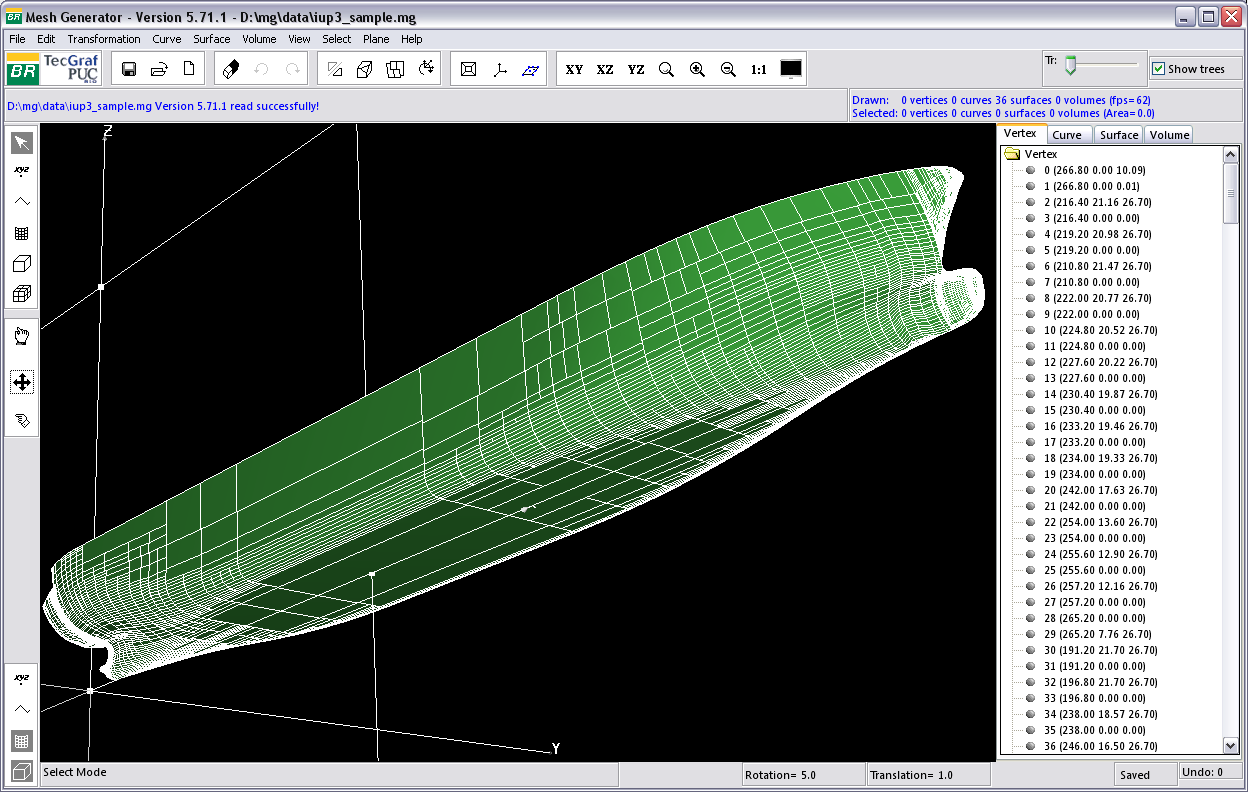 BR Mesh Generator - Version 5.71.1 - D:\mg\data\iup3_sample.mg
File Edit Transformation Curve Surface Volume View Select Plane Help
BR TecGraf PUC RIO
XY XZ YZ 1:1
Tr:
Show trees
D:\mg\data\iup3_sample.mg Version 5.71.1 read successfully!
Drawn: 0 vertices 0 curves 36 surfaces 0 volumes (fps=62)
Selected: 0 vertices 0 curves 0 surfaces 0 volumes (Area=0.0)
xyz
Z
Y
xyz
Vertex Curve Surface Volume
Vertex
0 (266.80 0.00 10.09)
1 (266.80 0.00 0.01)
2 (216.40 21.16 26.70)
3 (216.40 0.00 0.00)
4 (219.20 20.98 26.70)
5 (219.20 0.00 0.00)
6 (210.80 21.47 26.70)
7 (210.80 0.00 0.00)
8 (222.00 20.77 26.70)
9 (222.00 0.00 0.00)
10 (224.80 20.52 26.70)
11 (224.80 0.00 0.00)
12 (227.60 20.22 26.70)
13 (227.60 0.00 0.00)
14 (230.40 19.87 26.70)
15 (230.40 0.00 0.00)
16 (233.20 19.46 26.70)
17 (233.20 0.00 0.00)
18 (234.00 19.33 26.70)
19 (234.00 0.00 0.00)
20 (242.00 17.63 26.70)
21 (242.00 0.00 0.00)
22 (254.00 13.60 26.70)
23 (254.00 0.00 0.00)
24 (255.60 12.90 26.70)
25 (255.60 0.00 0.00)
26 (257.20 12.16 26.70)
27 (257.20 0.00 0.00)
28 (265.20 0.00 0.00)
29 (265.20 7.76 26.70)
30 (191.20 21.70 26.70)
31 (191.20 0.00 0.00)
32 (196.80 21.70 26.70)
33 (196.80 0.00 0.00)
34 (238.00 18.57 26.70)
35 (238.00 0.00 0.00)
36 (246.00 16.50 26.70)
Select Mode
Rotation= 5.0
Translation= 1.0
Saved
Undo: 0